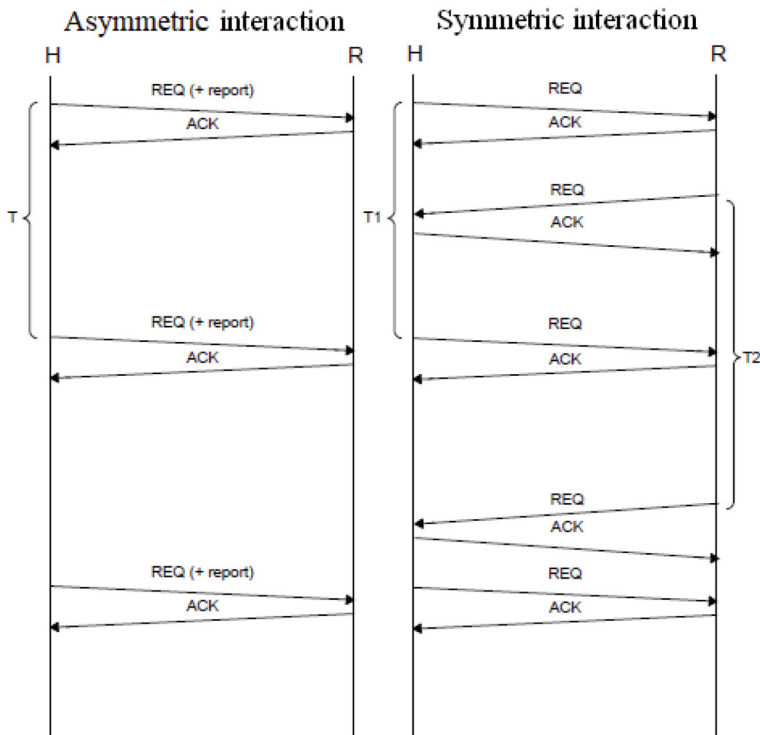 Asymmetric interaction
H R
REQ (+ report)
ACK
T
REQ (+ report)
ACK
REQ (+ report)
ACK
Symmetric interaction
H R
REQ
ACK
REQ
T1
ACK
REQ
ACK
T2
REQ
ACK
REQ
ACK